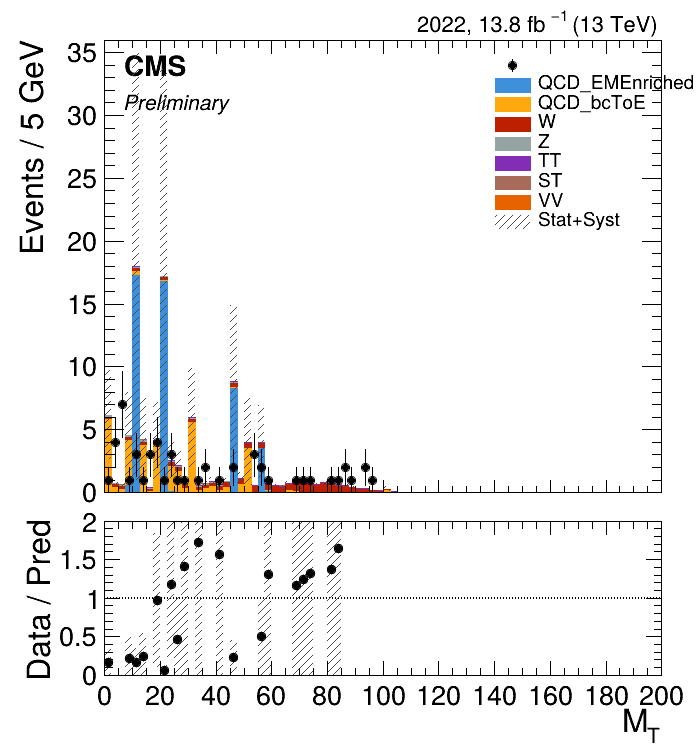 2022, 13.8 fb⁻¹ (13 TeV)
CMS
Preliminary
Events / 5 GeV
35
30
25
20
15
10
5
0
QCD_EMEnriched
QCD_bcToE
W
Z
TT
ST
VV
Stat+Syst
Data / Pred
2
1.5
1
0.5
0
0 20 40 60 80 100 120 140 160 180 200
M_T